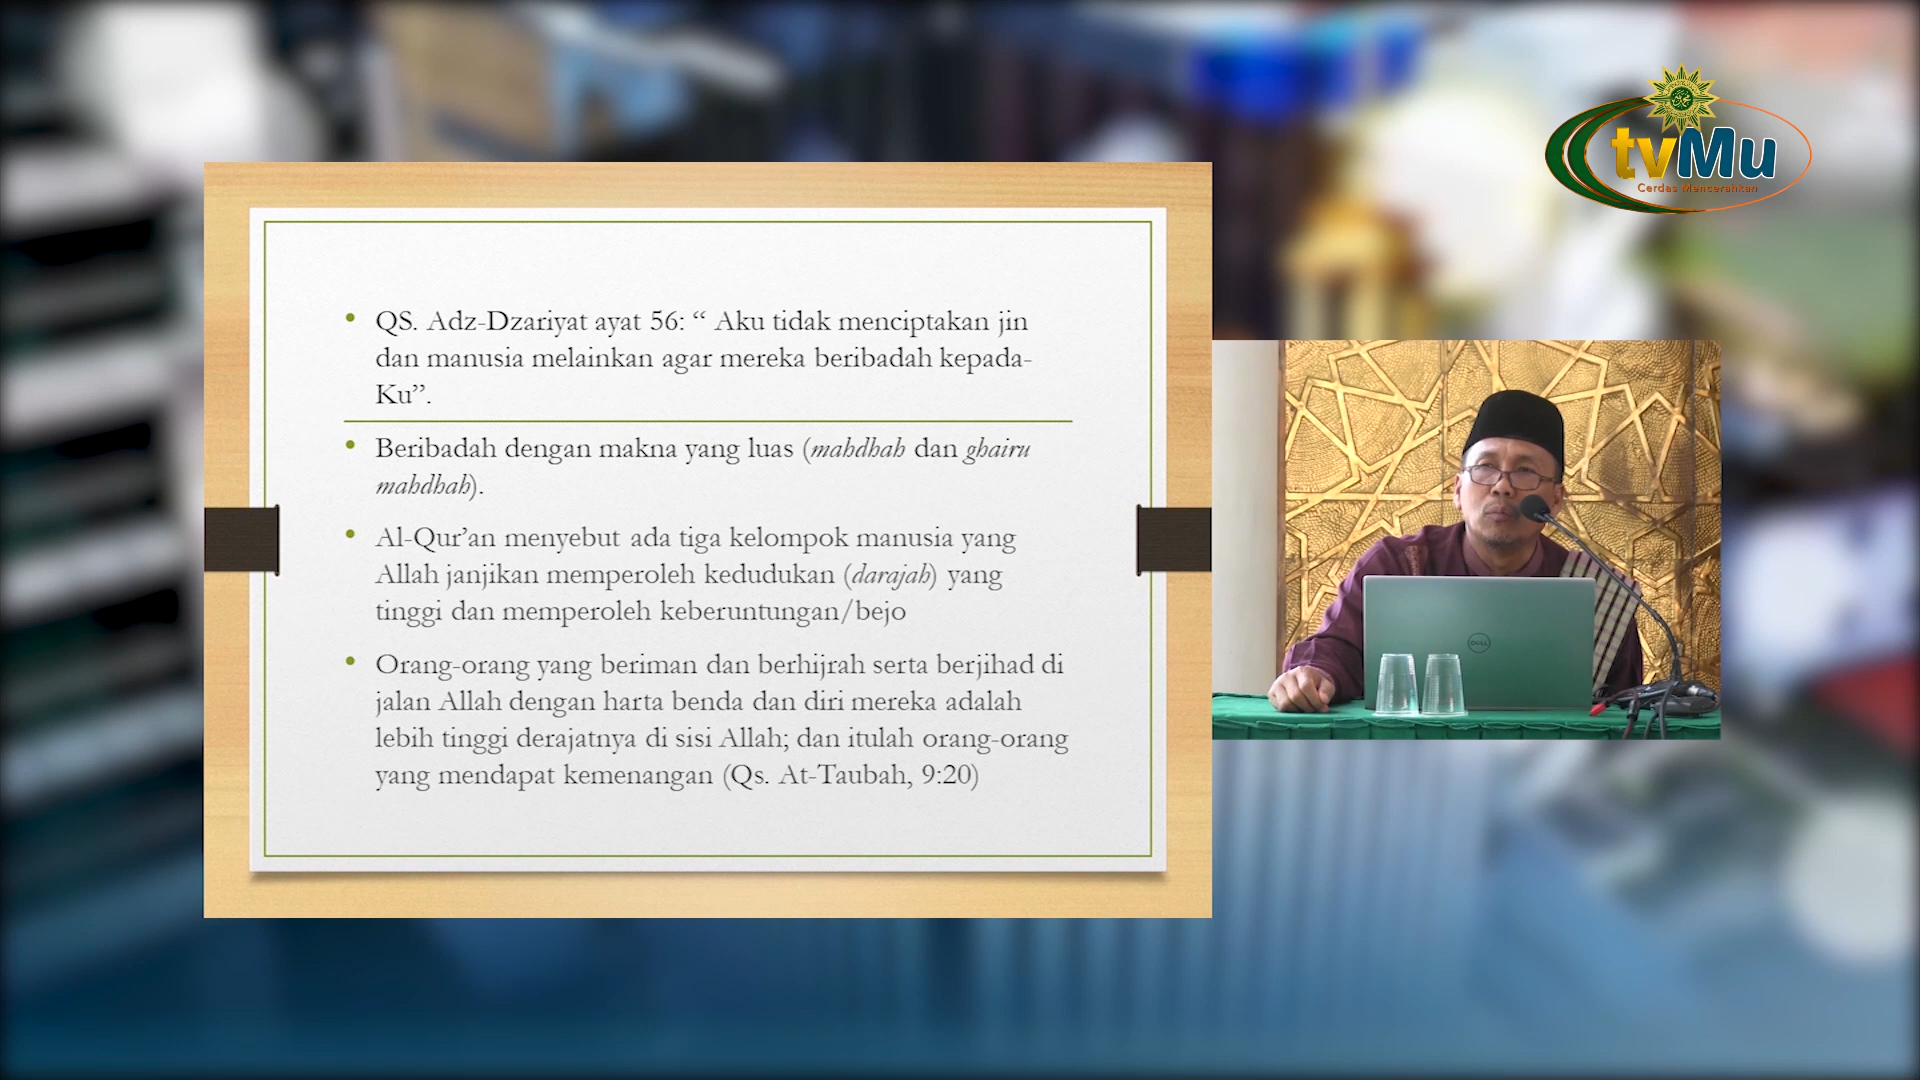 tvMu
Cerdas Mencerahkan
• QS. Adz-Dzariyat ayat 56: “ Aku tidak menciptakan jin
dan manusia melainkan agar mereka beribadah kepada-
Ku”.
• Beribadah dengan makna yang luas (mahdhah dan ghairu
mahdhah).
• Al-Qur’an menyebut ada tiga kelompok manusia yang
Allah janjikan memperoleh kedudukan (darajah) yang
tinggi dan memperoleh keberuntungan/bejo
• Orang-orang yang beriman dan berhijrah serta berjihad di
jalan Allah dengan harta benda dan diri mereka adalah
lebih tinggi derajatnya di sisi Allah; dan itulah orang-orang
yang mendapat kemenangan (Qs. At-Taubah, 9:20)
DELL